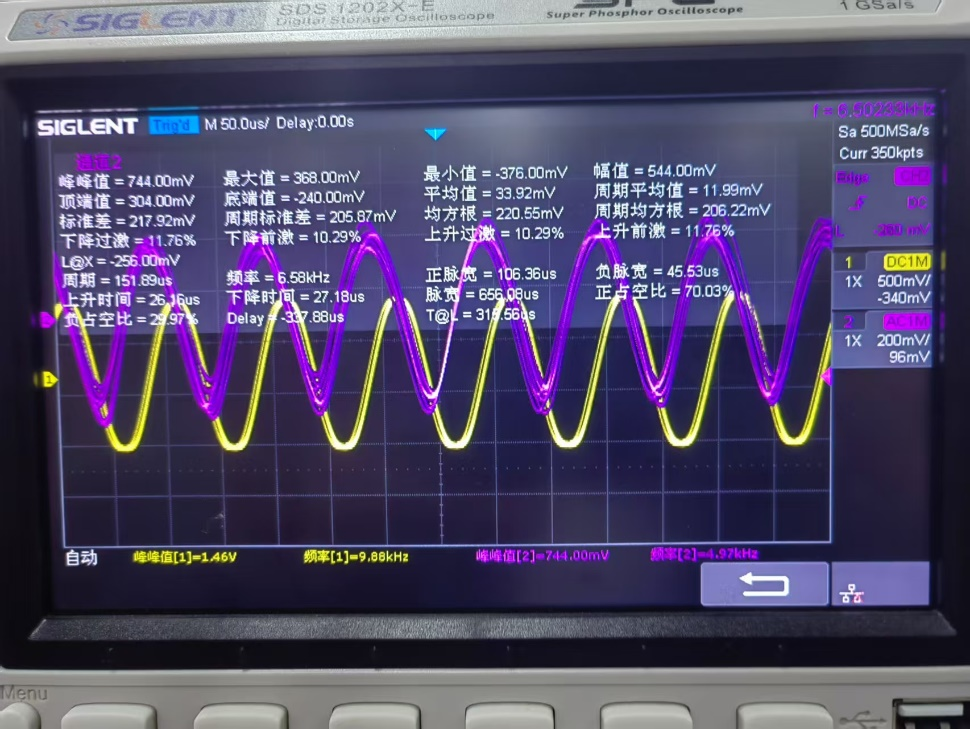 SIGLENT SDS 1202X-E
Digital Storage Oscilloscope
Super Phosphor Oscilloscope
1 GSa/s
SIGLENT Trig'd M 50.0us/ Delay:0.00s
Sa 500MSa/s
Curr 350kpts
通道2
峰峰值 = 744.00mV 最大值 = 368.00mV 最小值 = -376.00mV 幅值 = 544.00mV
顶端值 = 304.00mV 底端值 = -240.00mV 平均值 = 33.92mV 周期平均值 = 11.99mV
标准差 = 217.92mV 周期标准差 = 205.87mV 均方根 = 220.55mV 周期均方根 = 206.22mV
下降过激 = 11.76% 下降前激 = 10.29% 上升过激 = 10.29% 上升前激 = 11.76%
L@X = -256.00mV
周期 = 151.89us 频率 = 6.58kHz 正脉宽 = 106.36us 负脉宽 = 45.53us
上升时间 = 26.16us 下降时间 = 27.18us 脉宽 = 656.08us 正占空比 = 70.03%
负占空比 = 29.97% Delay = -337.88us T@L = 315.56us
Edge CH2
DC
L
1 DC1M
1X 500mV/
-340mV
2 AC1M
1X 200mV/
96mV
1
自动 峰峰值[1]=1.46V 频率[1]=9.88kHz 峰峰值[2]=744.00mV 频率[2]=4.97kHz
Menu